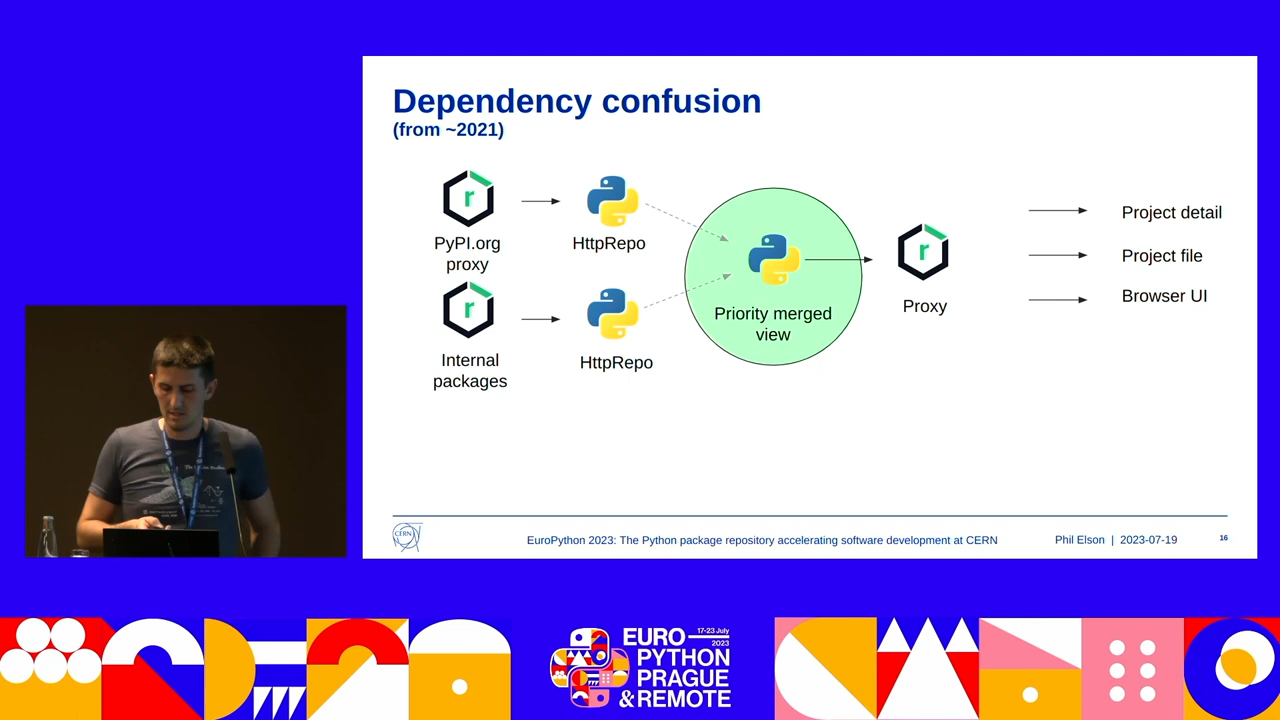 Dependency confusion
(from ~2021)
r
PyPI.org
proxy
HttpRepo
r
Internal
packages
HttpRepo
Priority merged
view
r
Proxy
Project detail
Project file
Browser UI
CERN
EuroPython 2023: The Python package repository accelerating software development at CERN
Phil Elson | 2023-07-19
16
EURO
17-23 July
2023
PYTHON
PRAGUE
& REMOTE